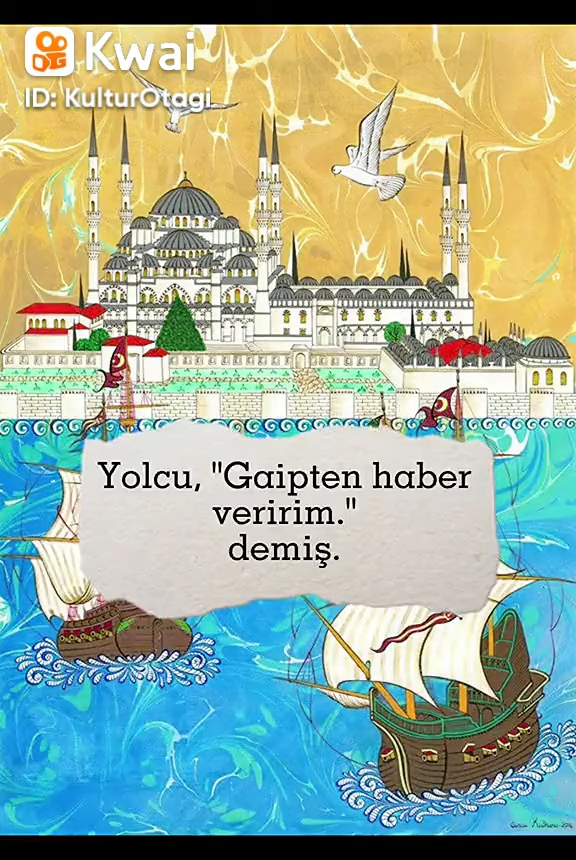 Kwai
ID: KulturOtagi
Yolcu, "Gaipten haber
veririm."
demiş.